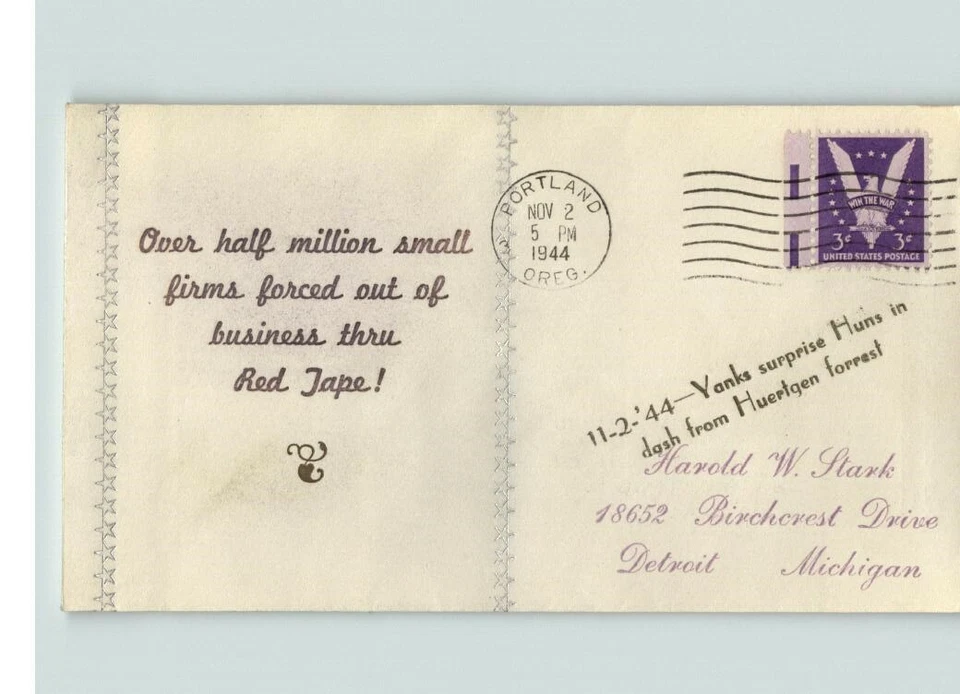 Over half million small
firms forced out of
business thru
Red Tape!
PORTLAND
NOV 2
5 PM
1944
OREG.
WIN THE WAR
3¢ 3¢
UNITED STATES POSTAGE
11-2-'44—Yanks surprise Huns in
dash from Huertgen forrest
Harold W. Stark
18652 Birchcrest Drive
Detroit Michigan